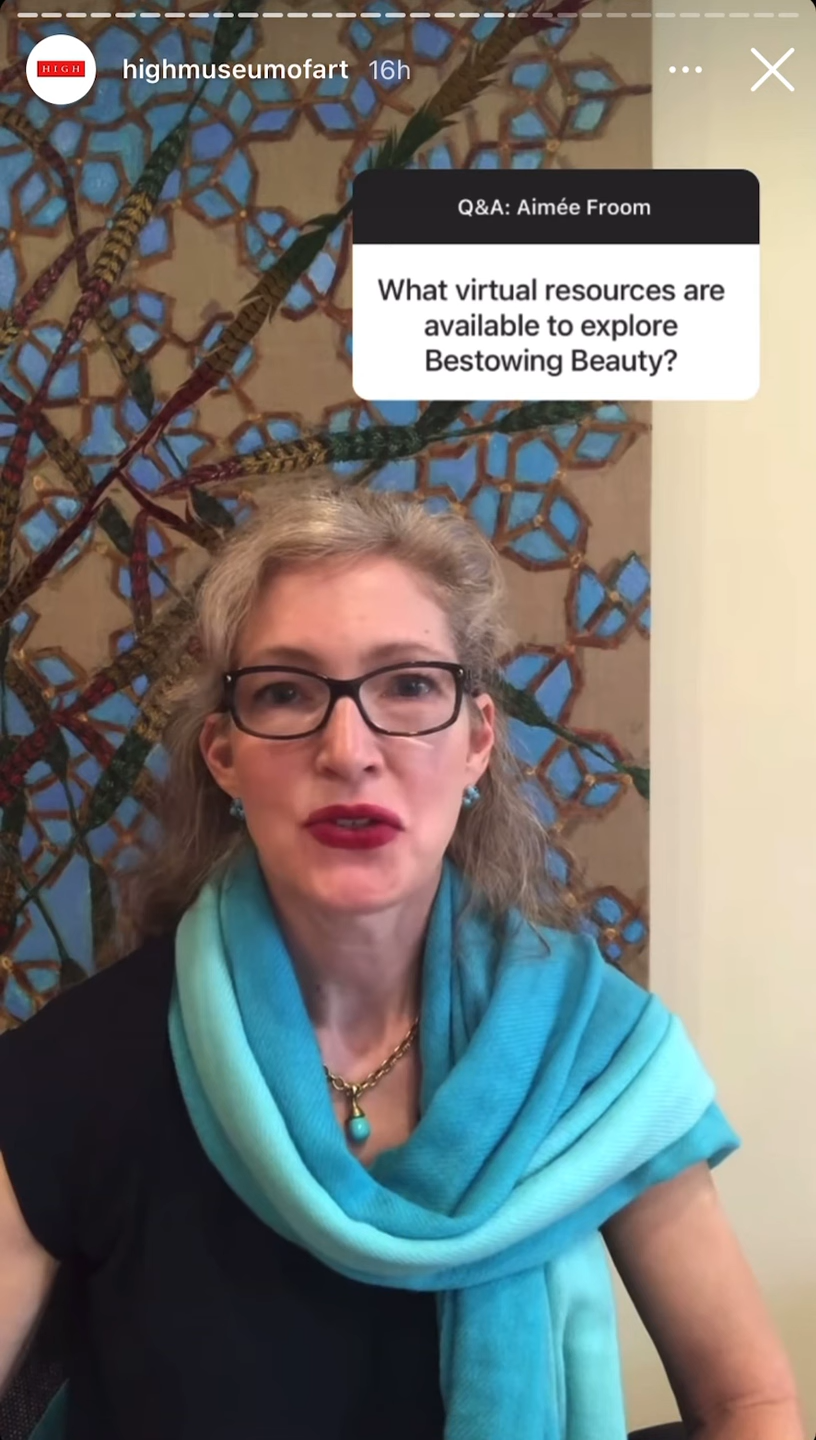 HIGH
highmuseumofart 16h
Q&A: Aimée Froom
What virtual resources are
available to explore
Bestowing Beauty?